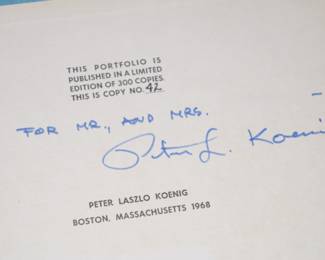 THIS PORTFOLIO IS
PUBLISHED IN A LIMITED
EDITION OF 300 COPIES.
THIS IS COPY NO. 42
FOR MR., AND MRS.
Peter L. Koenig
PETER LASZLO KOENIG
BOSTON, MASSACHUSETTS 1968